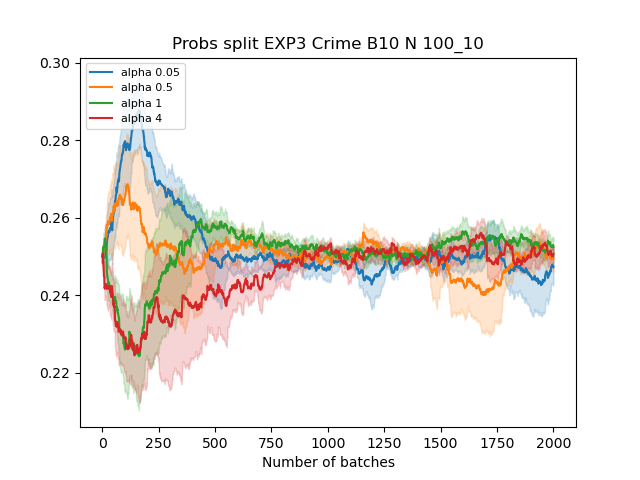 Probs split EXP3 Crime B10 N 100_10
0.30
0.28
0.26
0.24
0.22
alpha 0.05
alpha 0.5
alpha 1
alpha 4
0 250 500 750 1000 1250 1500 1750 2000
Number of batches